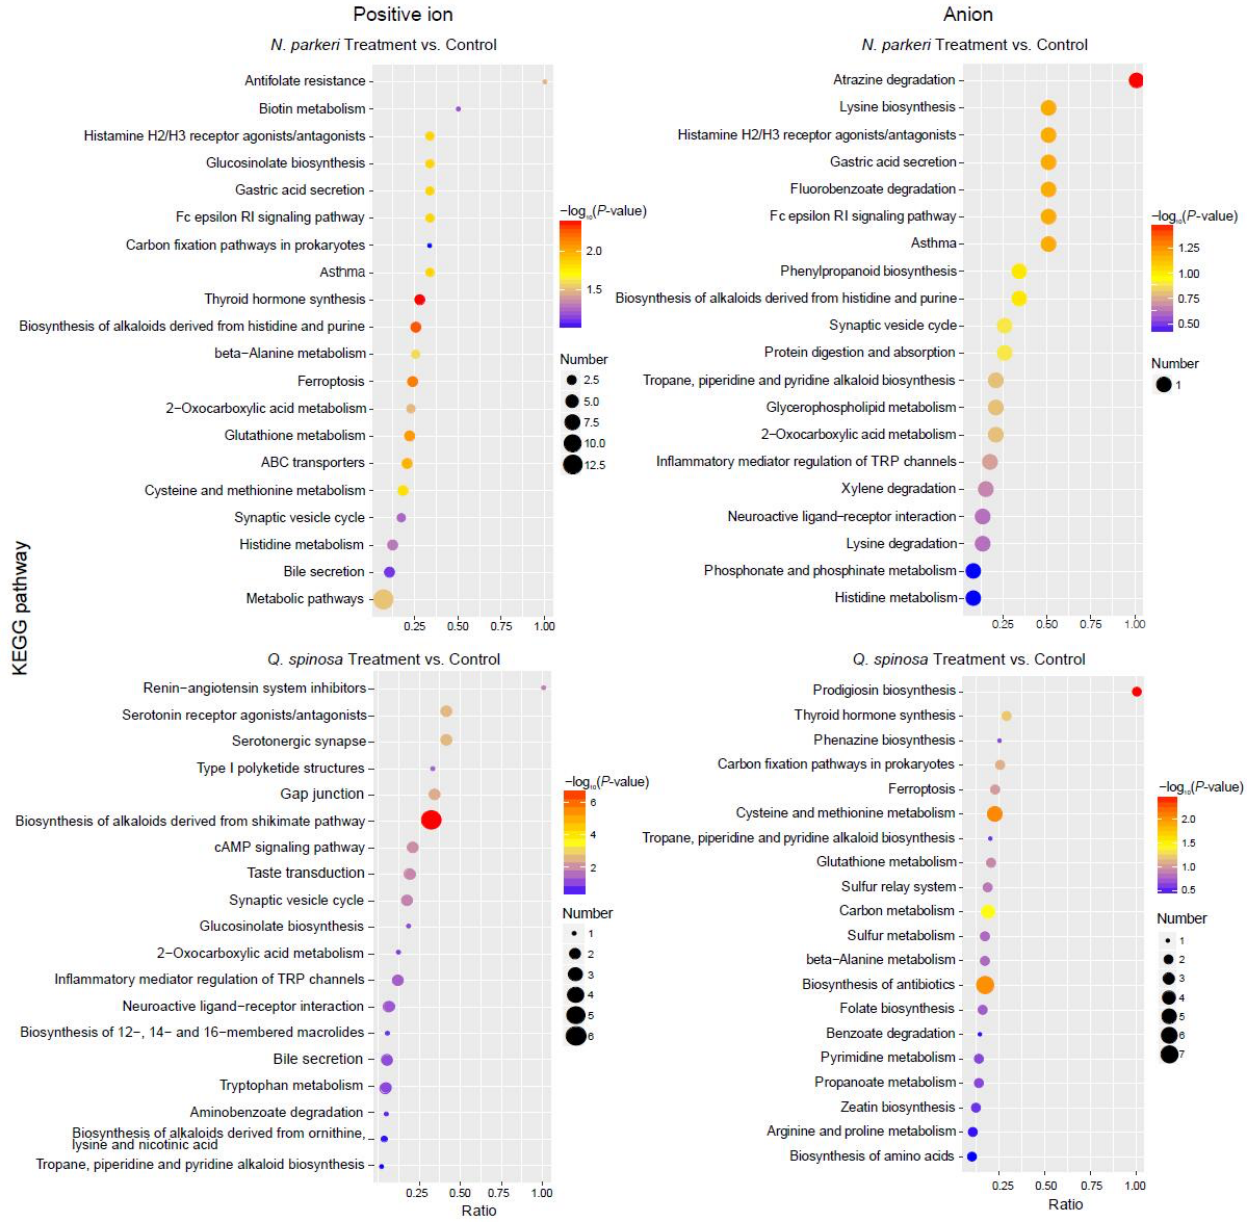 Positive ion
Anion
N. parkeri Treatment vs. Control
Antifolate resistance
Biotin metabolism
Histamine H2/H3 receptor agonists/antagonists
Glucosinolate biosynthesis
Gastric acid secretion
Fc epsilon RI signaling pathway
Carbon fixation pathways in prokaryotes
Asthma
Thyroid hormone synthesis
Biosynthesis of alkaloids derived from histidine and purine
beta−Alanine metabolism
Ferroptosis
2−Oxocarboxylic acid metabolism
Glutathione metabolism
ABC transporters
Cysteine and methionine metabolism
Synaptic vesicle cycle
Histidine metabolism
Bile secretion
Metabolic pathways
0.25 0.50 0.75 1.00
−log₁₀(P-value)
2.0
1.5
Number
2.5
5.0
7.5
10.0
12.5
N. parkeri Treatment vs. Control
Atrazine degradation
Lysine biosynthesis
Histamine H2/H3 receptor agonists/antagonists
Gastric acid secretion
Fluorobenzoate degradation
Fc epsilon RI signaling pathway
Asthma
Phenylpropanoid biosynthesis
Biosynthesis of alkaloids derived from histidine and purine
Synaptic vesicle cycle
Protein digestion and absorption
Tropane, piperidine and pyridine alkaloid biosynthesis
Glycerophospholipid metabolism
2−Oxocarboxylic acid metabolism
Inflammatory mediator regulation of TRP channels
Xylene degradation
Neuroactive ligand−receptor interaction
Lysine degradation
Phosphonate and phosphinate metabolism
Histidine metabolism
0.25 0.50 0.75 1.00
−log₁₀(P-value)
1.25
1.00
0.75
0.50
Number
1
KEGG pathway
Q. spinosa Treatment vs. Control
Renin−angiotensin system inhibitors
Serotonin receptor agonists/antagonists
Serotonergic synapse
Type I polyketide structures
Gap junction
Biosynthesis of alkaloids derived from shikimate pathway
cAMP signaling pathway
Taste transduction
Synaptic vesicle cycle
Glucosinolate biosynthesis
2−Oxocarboxylic acid metabolism
Inflammatory mediator regulation of TRP channels
Neuroactive ligand−receptor interaction
Biosynthesis of 12−, 14− and 16−membered macrolides
Bile secretion
Tryptophan metabolism
Aminobenzoate degradation
Biosynthesis of alkaloids derived from ornithine,
lysine and nicotinic acid
Tropane, piperidine and pyridine alkaloid biosynthesis
0.25 0.50 0.75 1.00
Ratio
−log₁₀(P-value)
6
4
2
Number
1
2
3
4
5
6
Q. spinosa Treatment vs. Control
Prodigiosin biosynthesis
Thyroid hormone synthesis
Phenazine biosynthesis
Carbon fixation pathways in prokaryotes
Ferroptosis
Cysteine and methionine metabolism
Tropane, piperidine and pyridine alkaloid biosynthesis
Glutathione metabolism
Sulfur relay system
Carbon metabolism
Sulfur metabolism
beta−Alanine metabolism
Biosynthesis of antibiotics
Folate biosynthesis
Benzoate degradation
Pyrimidine metabolism
Propanoate metabolism
Zeatin biosynthesis
Arginine and proline metabolism
Biosynthesis of amino acids
0.25 0.50 0.75 1.00
Ratio
−log₁₀(P-value)
2.0
1.5
1.0
0.5
Number
1
2
3
4
5
6
7